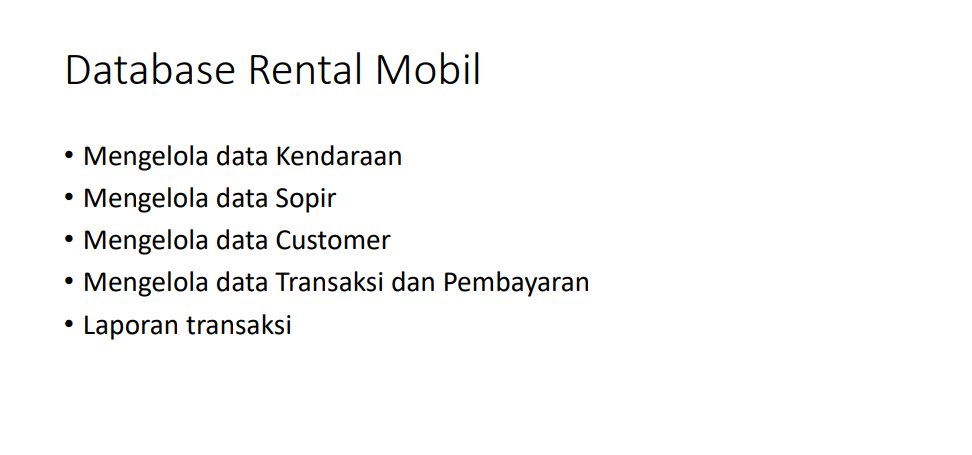 Database Rental Mobil
• Mengelola data Kendaraan
• Mengelola data Sopir
• Mengelola data Customer
• Mengelola data Transaksi dan Pembayaran
• Laporan transaksi